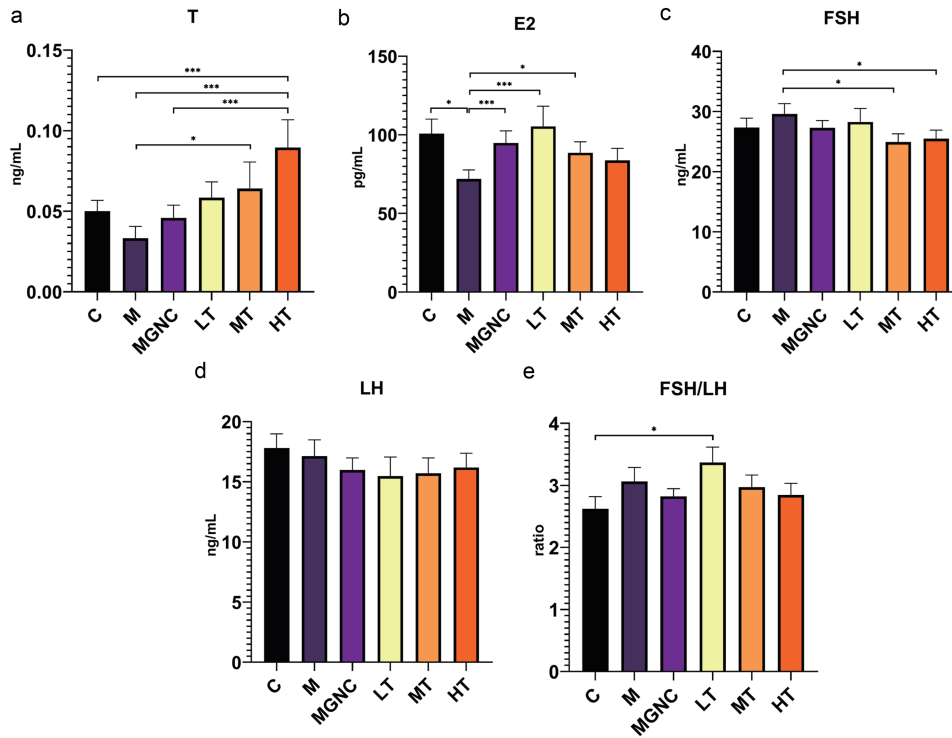 a
T
0.15
0.10
0.05
0.00
ng/mL
***
***
***
*
C
M
MGNC
LT
MT
HT
b
E2
150
100
50
0
pg/mL
*
***
*
***
C
M
MGNC
LT
MT
HT
c
FSH
40
30
20
10
0
ng/mL
*
*
C
M
MGNC
LT
MT
HT
d
LH
20
15
10
5
0
ng/mL
C
M
MGNC
LT
MT
HT
e
FSH/LH
4
3
2
1
0
ratio
*
C
M
MGNC
LT
MT
HT